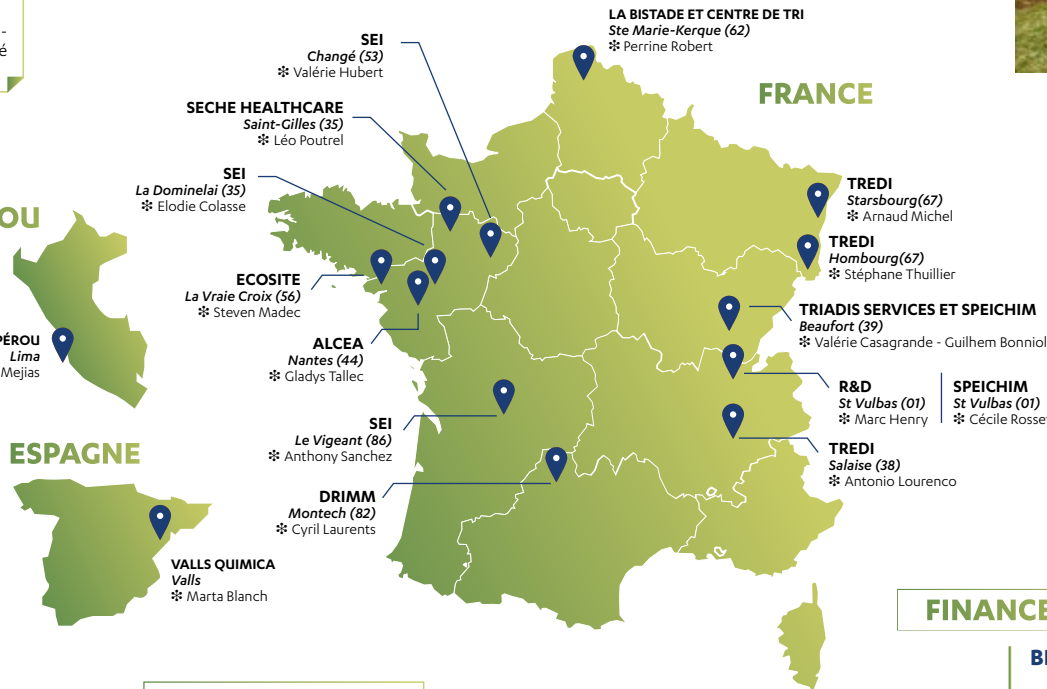 -
é
LA BISTADE ET CENTRE DE TRI
Ste Marie-Kerque (62)
✻ Perrine Robert
SEI
Changé (53)
✻ Valérie Hubert
FRANCE
SECHE HEALTHCARE
Saint-Gilles (35)
✻ Léo Poutrel
SEI
La Dominelai (35)
✻ Elodie Colasse
TREDI
Starsbourg(67)
✻ Arnaud Michel
OU
TREDI
Hombourg(67)
✻ Stéphane Thuillier
ECOSITE
La Vraie Croix (56)
✻ Steven Madec
TRIADIS SERVICES ET SPEICHIM
Beaufort (39)
✻ Valérie Casagrande - Guilhem Bonniol
PÉROU
Lima
Mejias
ALCEA
Nantes (44)
✻ Gladys Tallec
R&D
St Vulbas (01)
✻ Marc Henry
SPEICHIM
St Vulbas (01)
✻ Cécile Rosset
SEI
Le Vigeant (86)
✻ Anthony Sanchez
ESPAGNE
TREDI
Salaise (38)
✻ Antonio Lourenco
DRIMM
Montech (82)
✻ Cyril Laurents
VALLS QUIMICA
Valls
✻ Marta Blanch
FINANCE